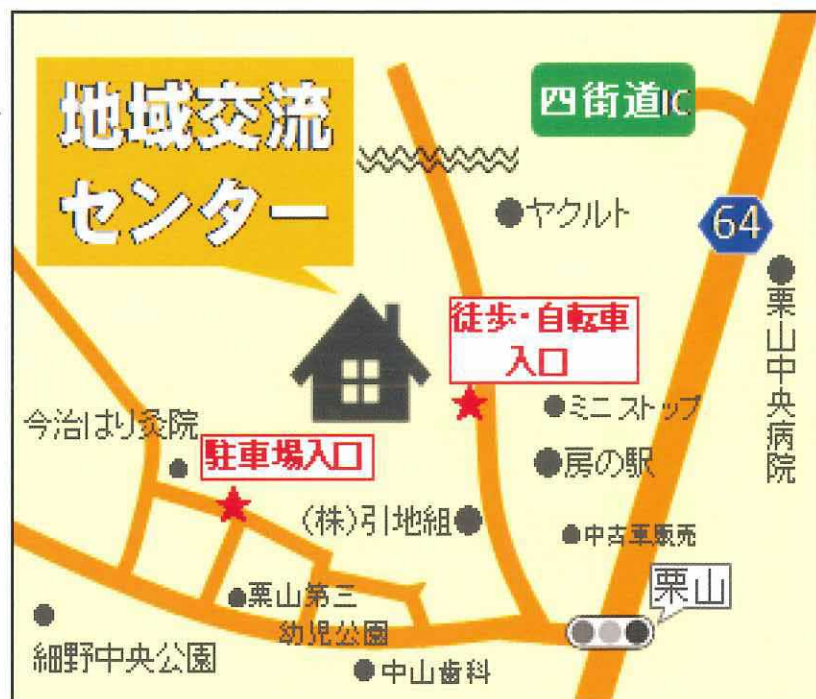 地域交流
センター
四街道IC
ヤクルト
64
栗山中央病院
徒歩・自転車
入口
ミニストップ
今治はり灸院
駐車場入口
房の駅
(株)引地組
中古車販売
栗山
栗山第三
幼児公園
細野中央公園
中山歯科